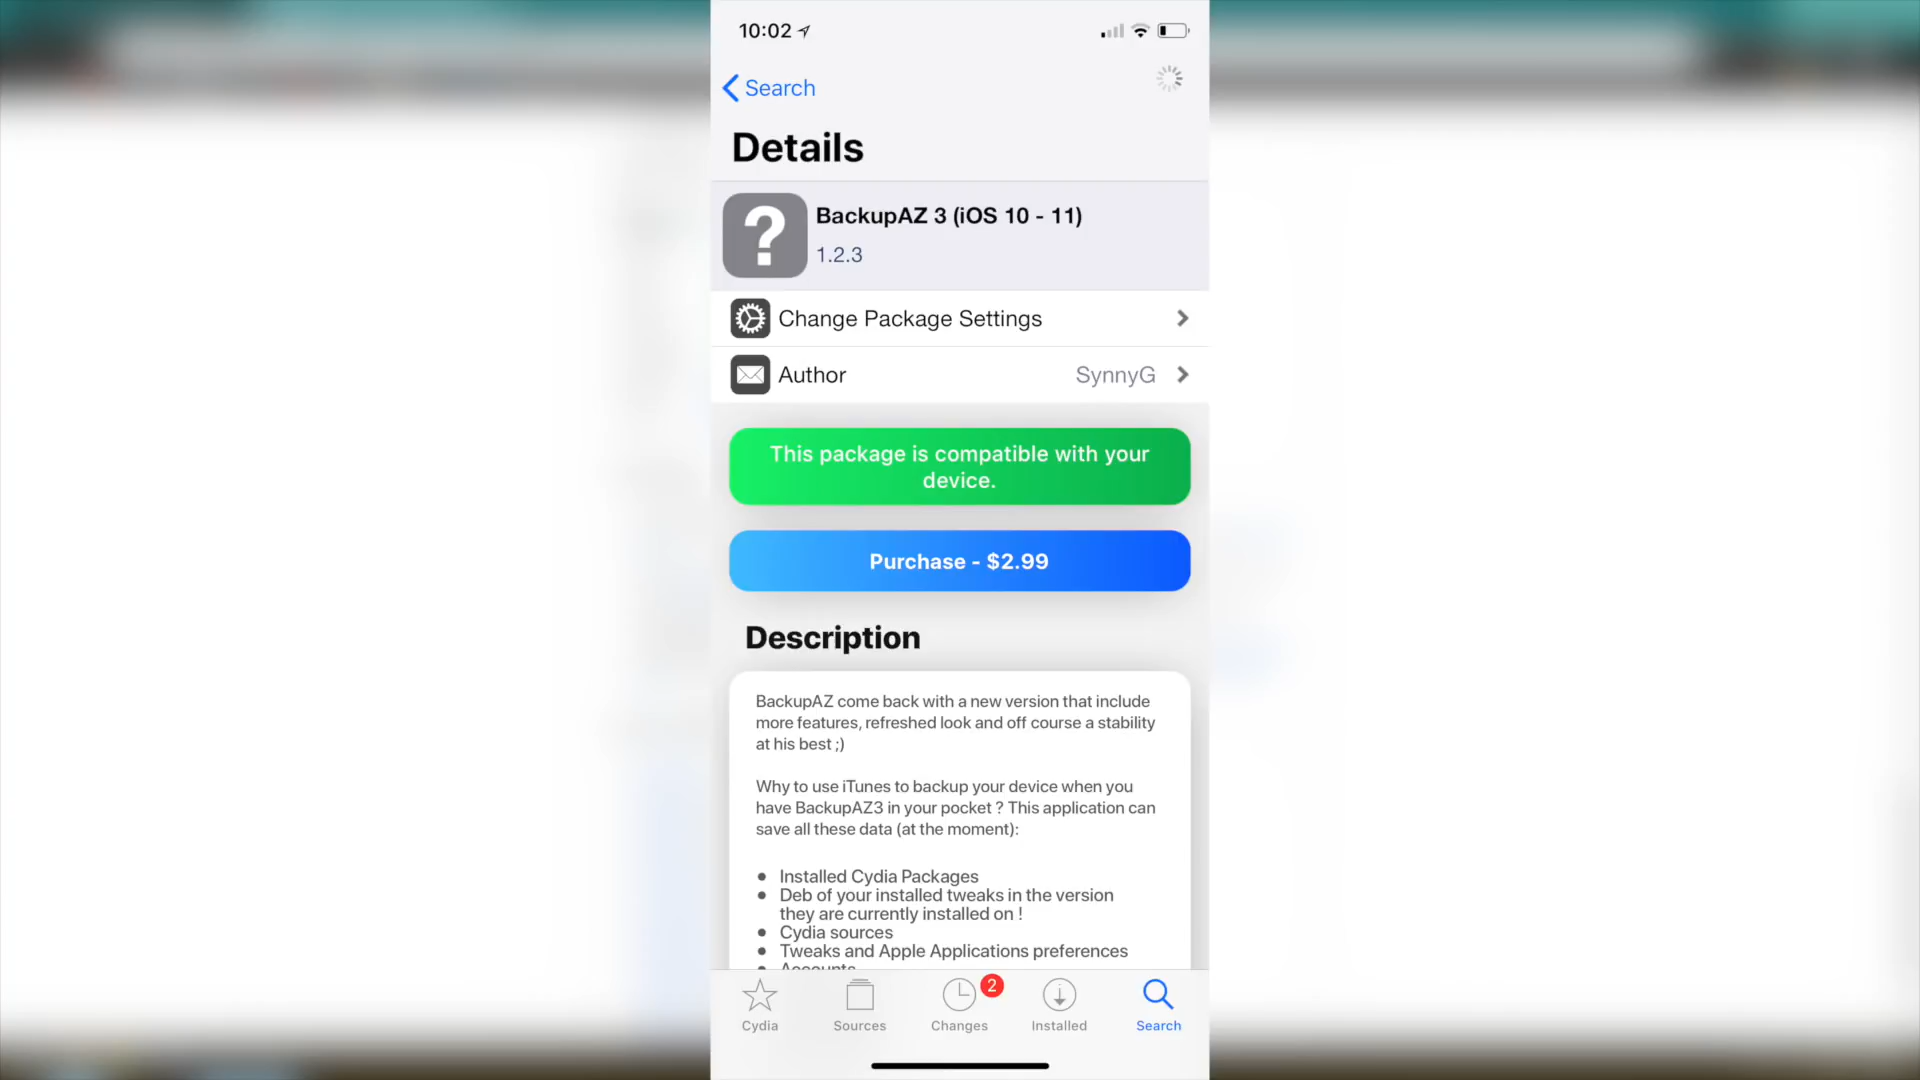 10:02
Search
Details
BackupAZ 3 (iOS 10 - 11)
1.2.3
Change Package Settings
Author SynnyG
This package is compatible with your
device.
Purchase - $2.99
Description
BackupAZ come back with a new version that include
more features, refreshed look and off course a stability
at his best ;)
Why to use iTunes to backup your device when you
have BackupAZ3 in your pocket ? This application can
save all these data (at the moment):
• Installed Cydia Packages
• Deb of your installed tweaks in the version
they are currently installed on !
• Cydia sources
• Tweaks and Apple Applications preferences
• Accounts
2
Cydia Sources Changes Installed Search